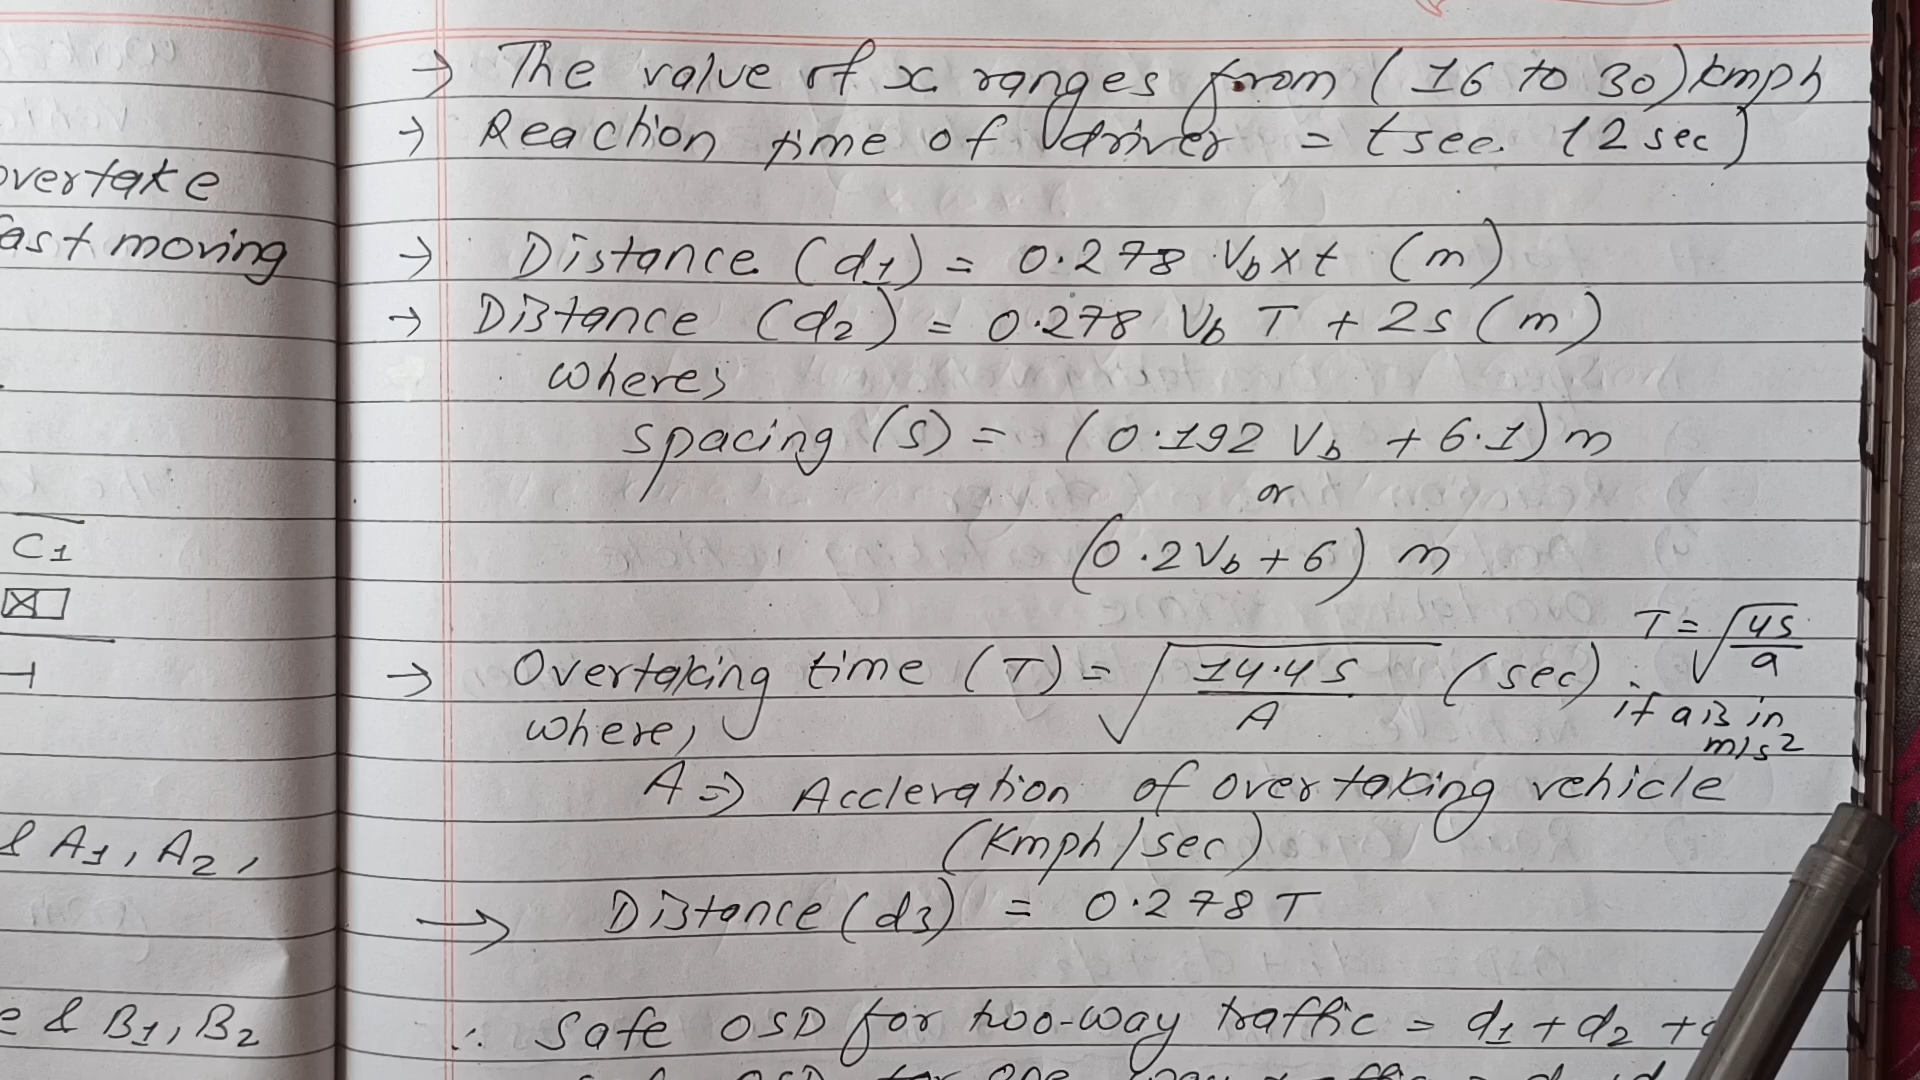 overtake
fast moving
C1
& A1, A2,
e & B1, B2
→ The value of x ranges from (16 to 30) kmph
→ Reaction time of driver = t sec. (2 sec)
→ Distance (d1) = 0.278 Vb x t (m)
→ Distance (d2) = 0.278 Vb T + 2s (m)
where,
spacing (s) = (0.192 Vb + 6.1) m
or
(0.2 Vb + 6) m
→ Overtaking time (T) = √(14.4 S / A) (sec) ; T = √(4S / a)
if a is in
m/s2
where,
A ⇒ Accleration of overtaking vehicle
(Kmph/sec)
→ Distance (d3) = 0.278 T
∴ Safe OSD for two-way traffic = d1 + d2 +